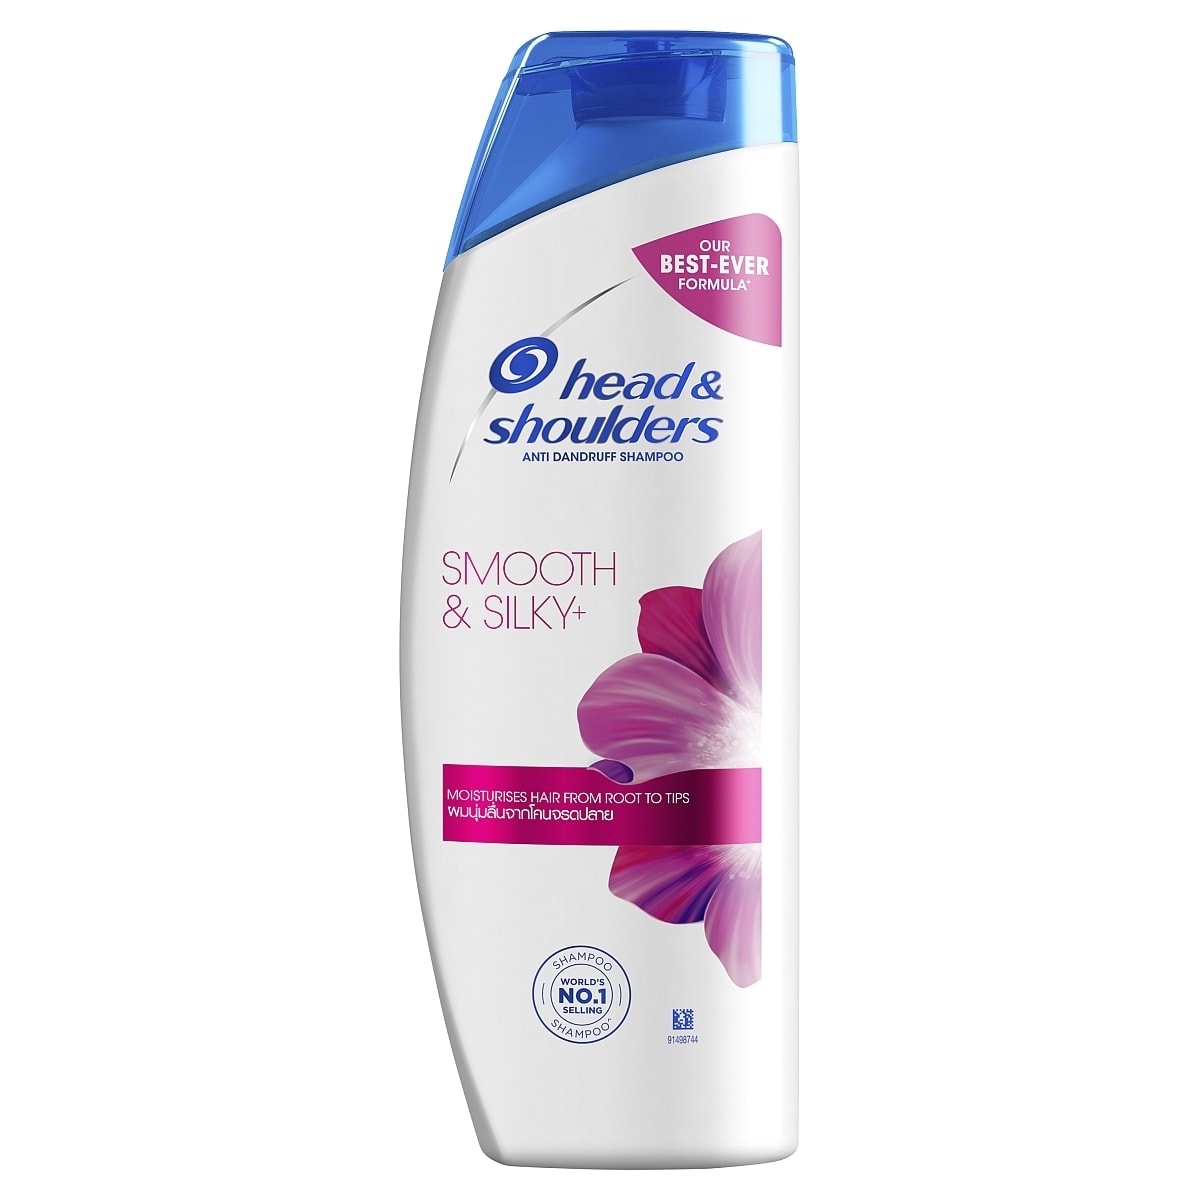 OUR
BEST-EVER
FORMULA⁺
head &
shoulders
ANTI DANDRUFF SHAMPOO
SMOOTH
& SILKY+
MOISTURISES HAIR FROM ROOT TO TIPS
ผมนุ่มลื่นจากโคนจรดปลาย
SHAMPOO
WORLD'S
NO.1
SELLING
SHAMPOO^
91498744